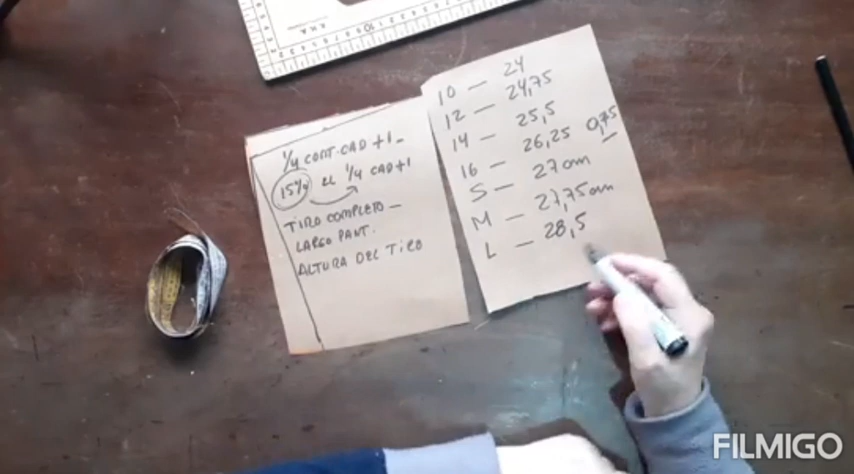 1/4 CONT-CAD +1-
15% EL 1/4 CAD+1
TIRO COMPLETO —
LARGO PANT.
ALTURA DEL TIRO
10 — 24
12 — 24,75
14 — 25,5
16 — 26,25 0,75
S — 27 cm
M — 27,75 cm
L — 28,5
FILMIGO